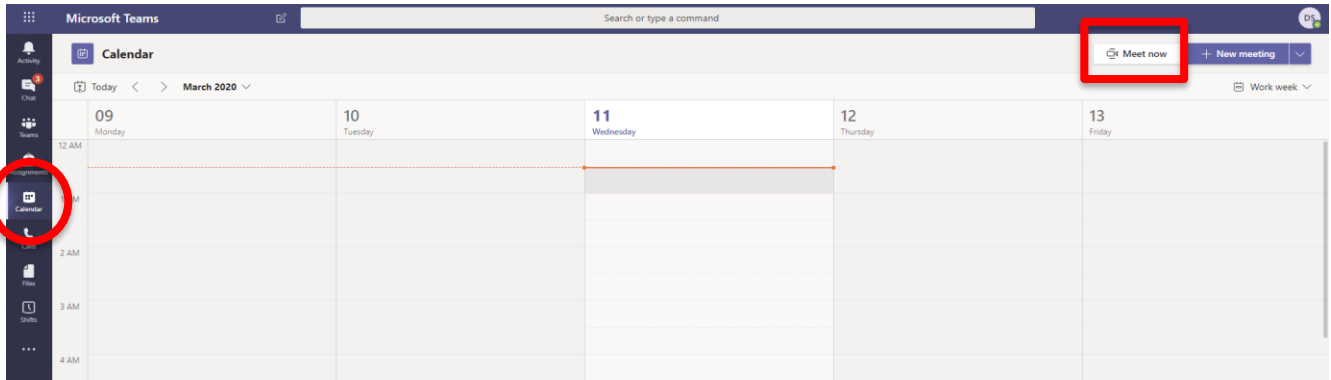 Microsoft Teams
Search or type a command
DS
Activity
Calendar
Meet now
+ New meeting
3
Chat
Today
March 2020
Work week
Teams
09
Monday
10
Tuesday
11
Wednesday
12
Thursday
13
Friday
12 AM
Calendar
2 AM
Files
3 AM
Shifts
4 AM